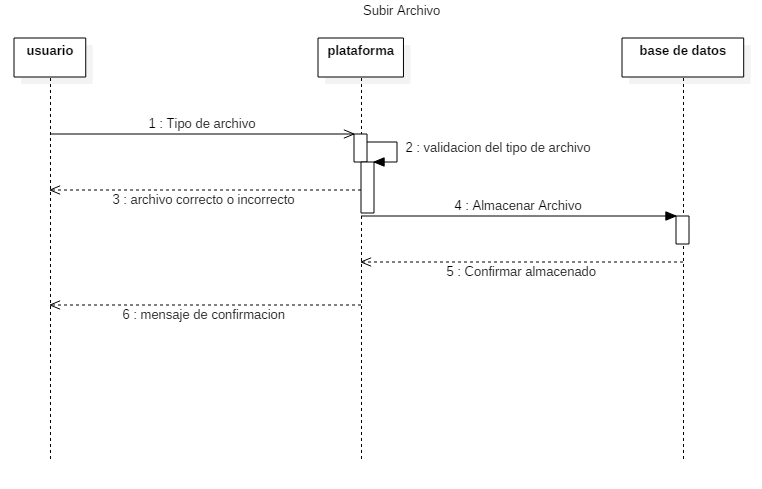 Subir Archivo
usuario
plataforma
base de datos
1 : Tipo de archivo
2 : validacion del tipo de archivo
3 : archivo correcto o incorrecto
4 : Almacenar Archivo
5 : Confirmar almacenado
6 : mensaje de confirmacion